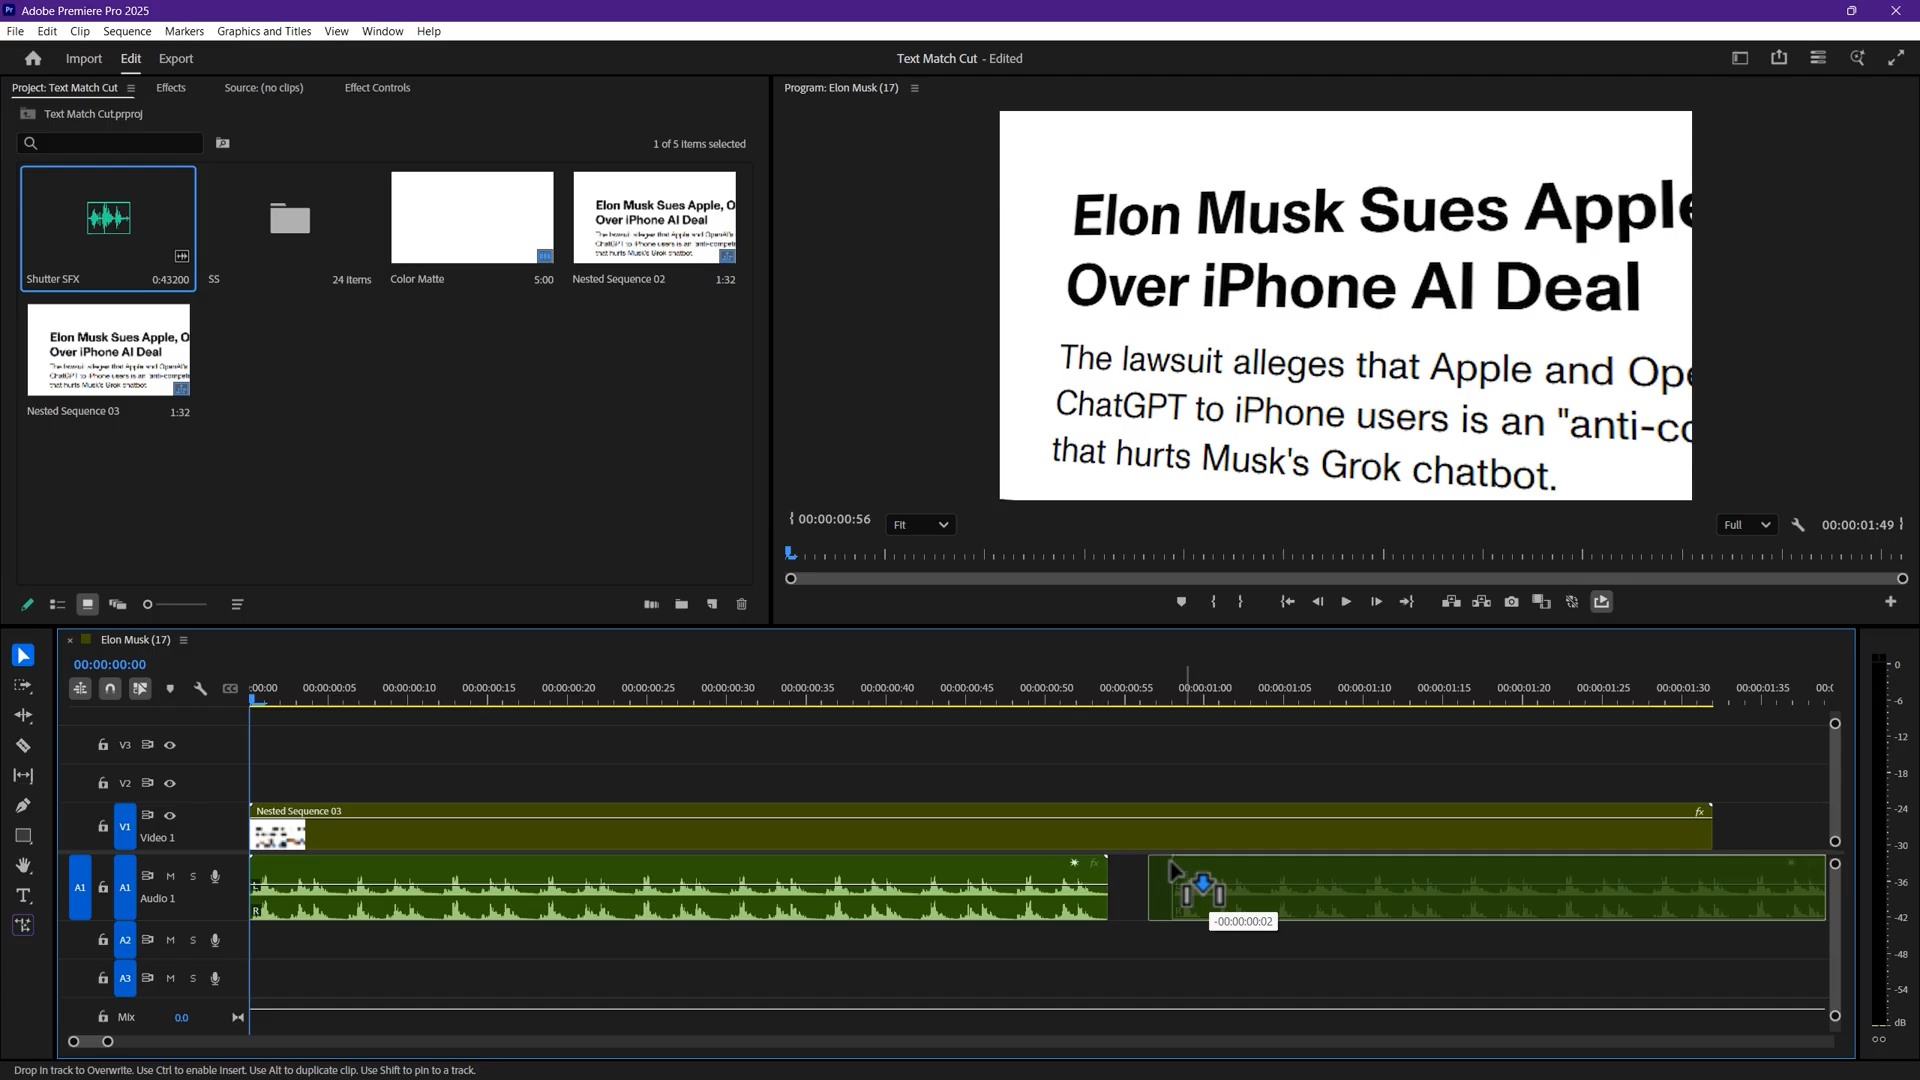 Adobe Premiere Pro 2025
File Edit Clip Sequence Markers Graphics and Titles View Window Help
Import Edit Export
Text Match Cut - Edited
Project: Text Match Cut Effects Source: (no clips) Effect Controls
Program: Elon Musk (17)
Text Match Cut.prproj
1 of 5 items selected
Shutter SFX 0:43200
SS 24 items
Color Matte 5:00
Elon Musk Sues Apple, O
Over iPhone AI Deal
Nested Sequence 02 1:32
Elon Musk Sues Apple, O
Over iPhone AI Deal
Nested Sequence 03 1:32
Elon Musk Sues Apple
Over iPhone AI Deal
The lawsuit alleges that Apple and Ope
ChatGPT to iPhone users is an "anti-co
that hurts Musk's Grok chatbot.
00:00:00:56 Fit Full 00:00:01:49
Elon Musk (17)
00:00:00:00
:00:00 00:00:00:05 00:00:00:10 00:00:00:15 00:00:00:20 00:00:00:25 00:00:00:30 00:00:00:35 00:00:00:40 00:00:00:45 00:00:00:50 00:00:00:55 00:00:01:00 00:00:01:05 00:00:01:10 00:00:01:15 00:00:01:20 00:00:01:25 00:00:01:30 00:00:01:35 00:0
V3
V2
V1 Video 1
Nested Sequence 03 fx
A1 A1 M S Audio 1
L
R
fx
-00:00:00:02
A2 M S
A3 M S
Mix 0.0
0
-6
-12
-18
-24
-30
-36
-42
-48
-54
dB
Drop in track to Overwrite. Use Ctrl to enable Insert. Use Alt to duplicate clip. Use Shift to pin to a track.